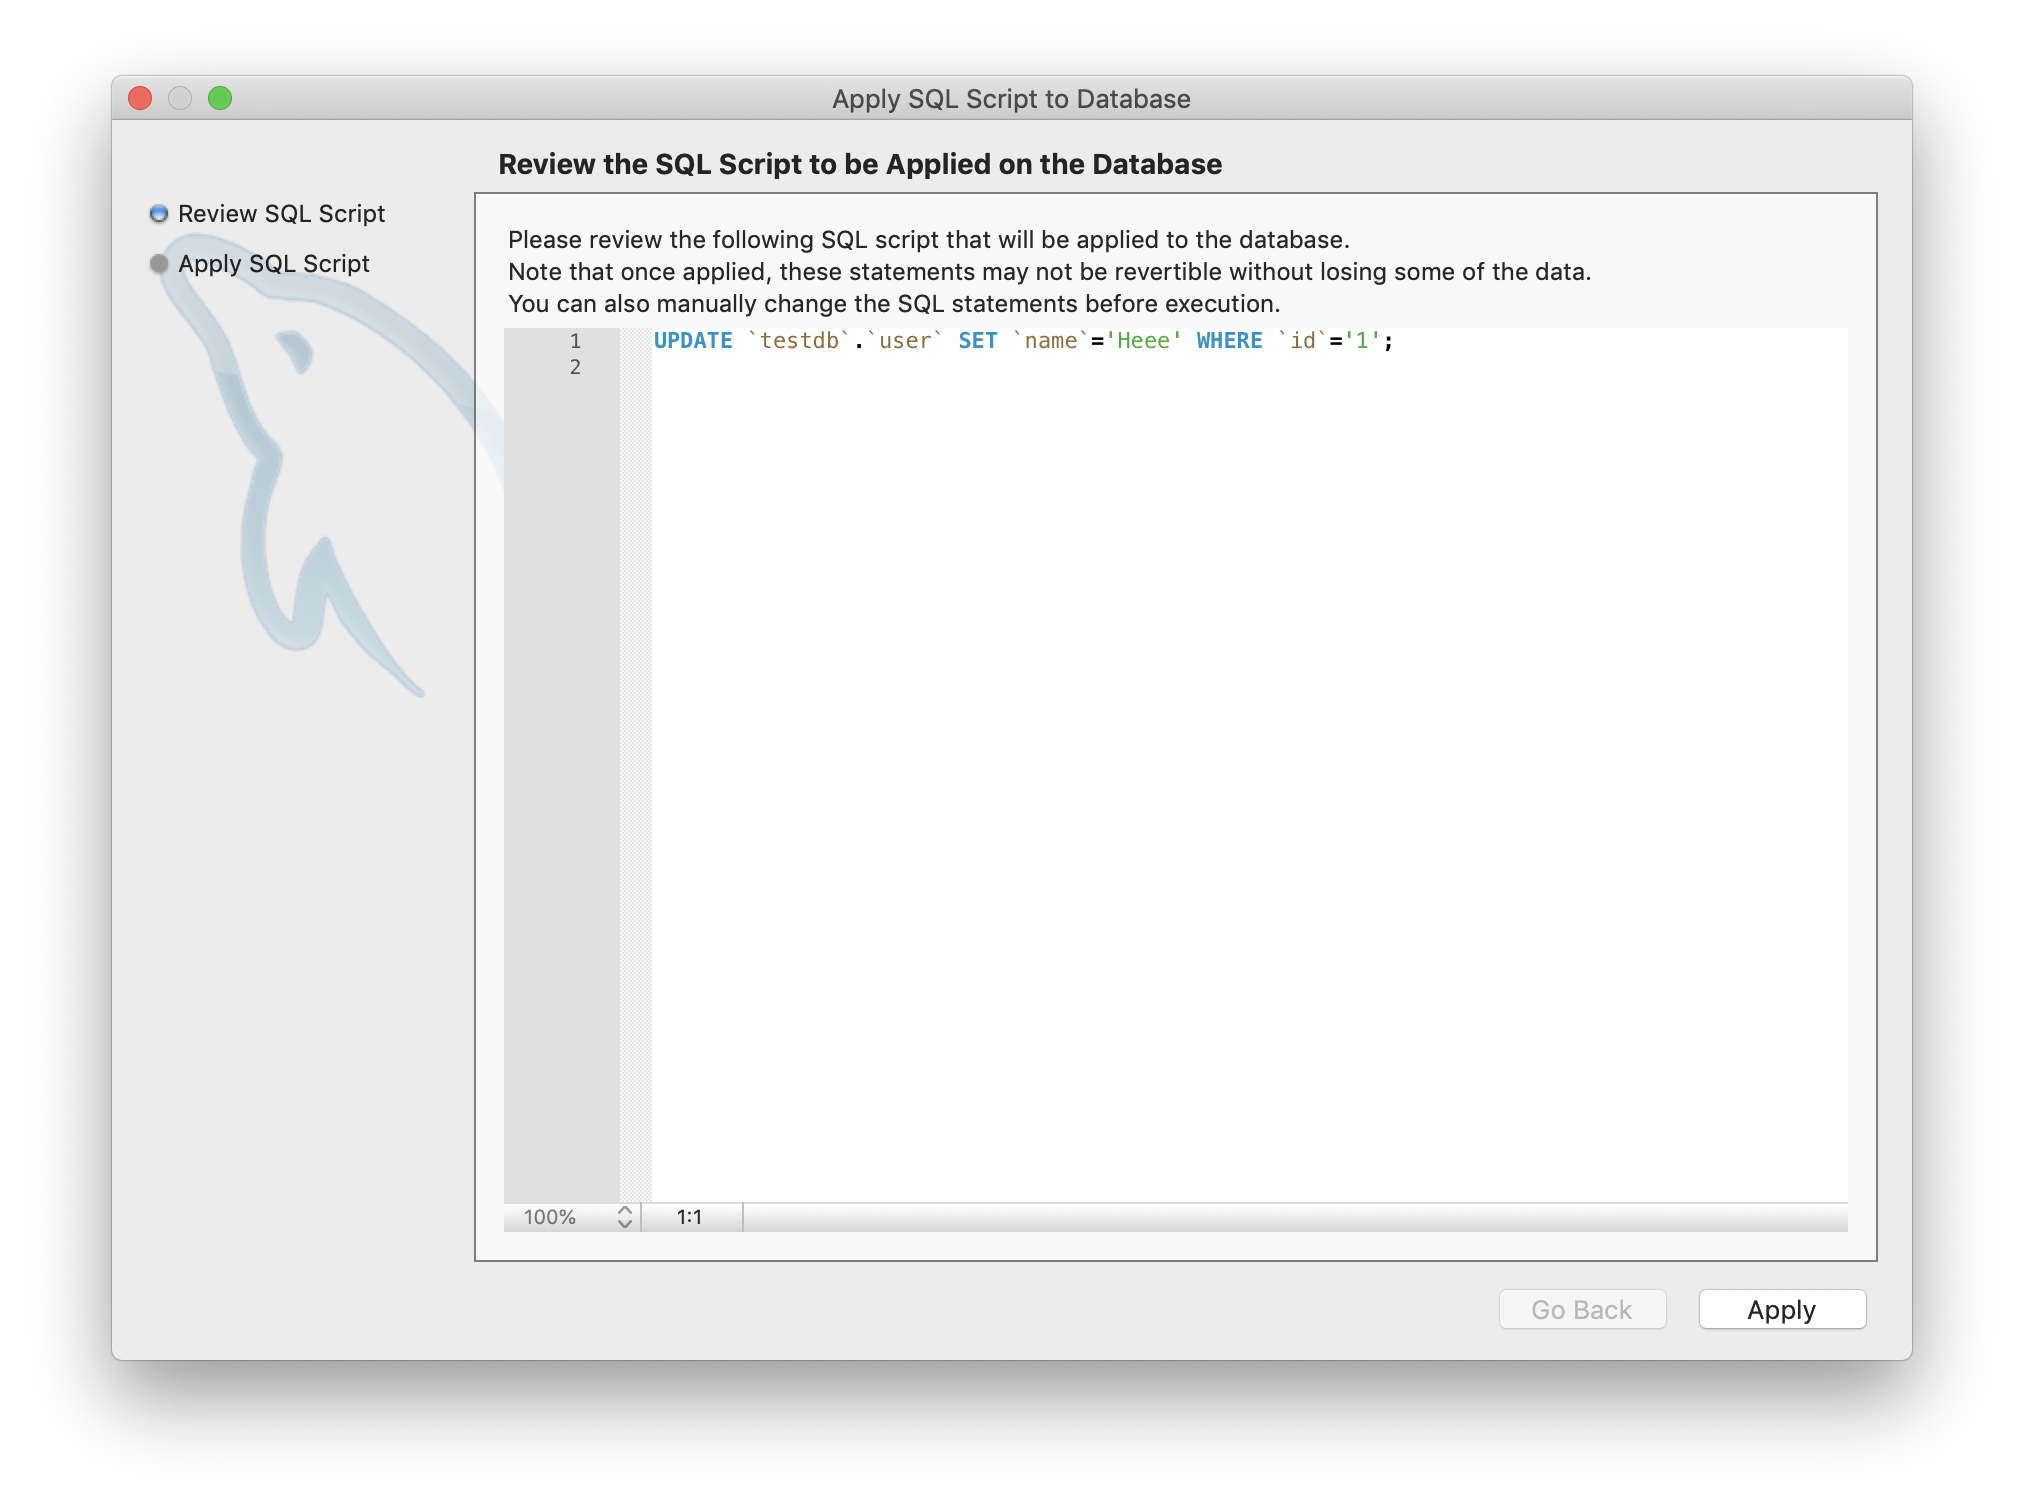 Apply SQL Script to Database
Review the SQL Script to be Applied on the Database
Review SQL Script
Apply SQL Script
Please review the following SQL script that will be applied to the database.
Note that once applied, these statements may not be revertible without losing some of the data.
You can also manually change the SQL statements before execution.
1 UPDATE `testdb`.`user` SET `name`='Heee' WHERE `id`='1';
2
100% 1:1
Go Back Apply